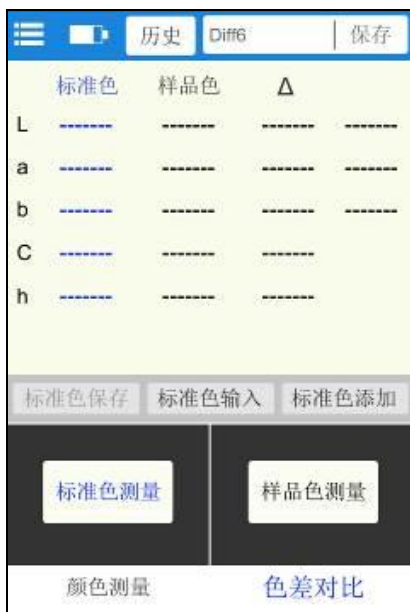 历史 Diff6 保存
标准色 样品色 Δ
L ------- ------- ------- -------
a ------- ------- ------- -------
b ------- ------- ------- -------
C ------- ------- -------
h ------- ------- -------
标准色保存 标准色输入 标准色添加
标准色测量 样品色测量
颜色测量 色差对比